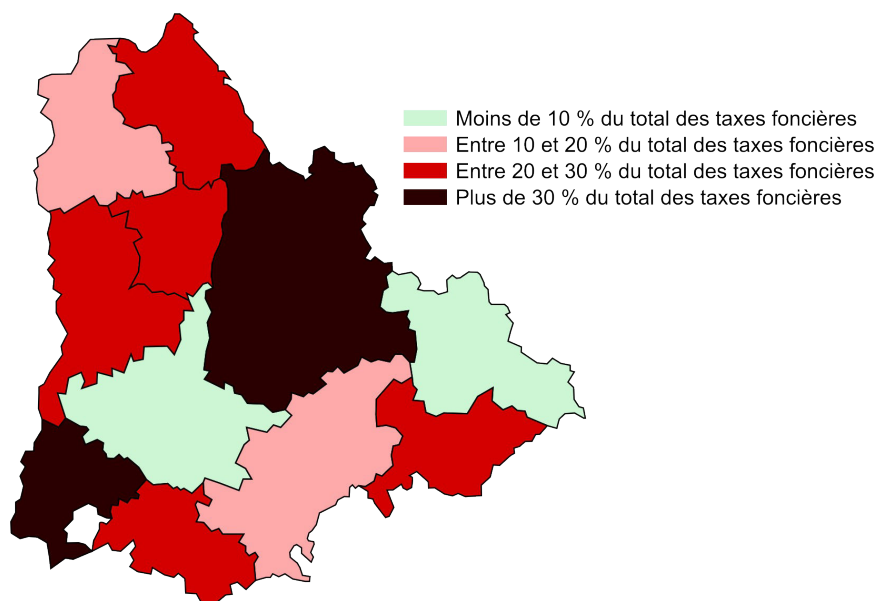 Moins de 10 % du total des taxes foncières
Entre 10 et 20 % du total des taxes foncières
Entre 20 et 30 % du total des taxes foncières
Plus de 30 % du total des taxes foncières